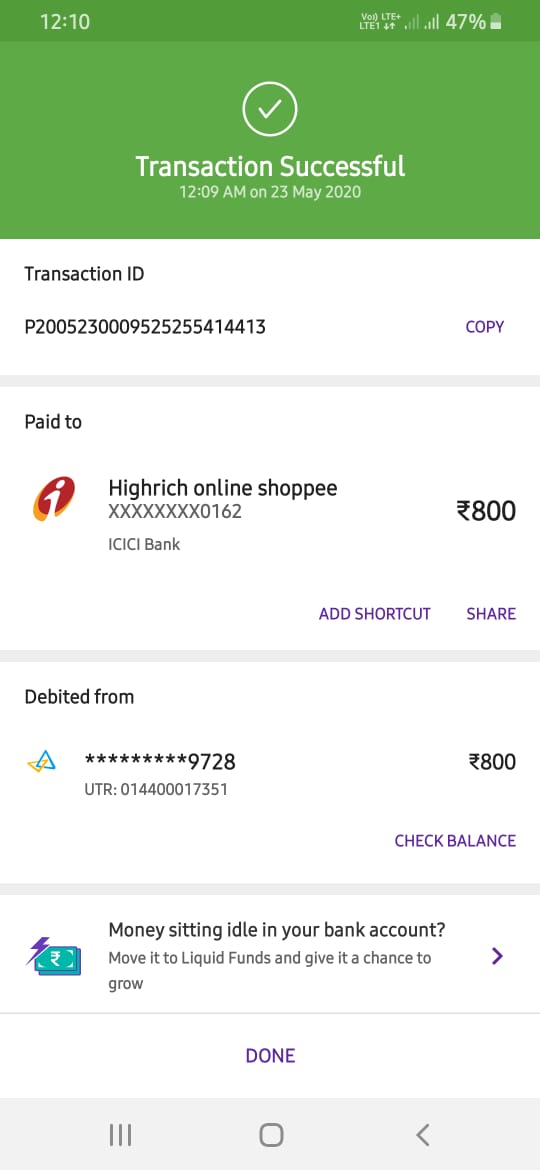 12:10 Vo) LTE+ LTE1 47%
Transaction Successful
12:09 AM on 23 May 2020
Transaction ID
P2005230009525255414413 COPY
Paid to
Highrich online shoppee
XXXXXXXX0162
₹800
ICICI Bank
ADD SHORTCUT SHARE
Debited from
*********9728 ₹800
UTR: 014400017351
CHECK BALANCE
Money sitting idle in your bank account?
Move it to Liquid Funds and give it a chance to
grow
DONE